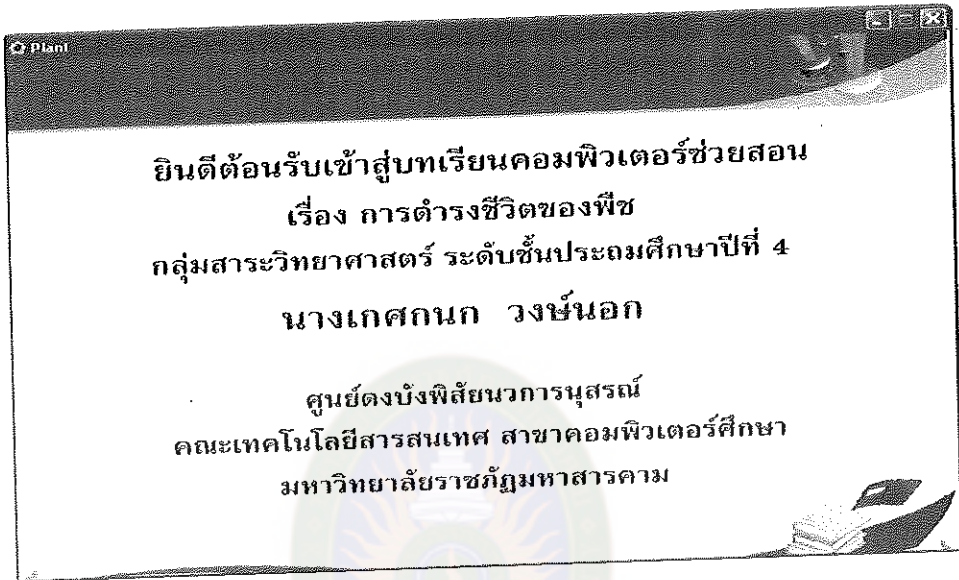 Plant
ยินดีต้อนรับเข้าสู่บทเรียนคอมพิวเตอร์ช่วยสอน
เรื่อง การดำรงชีวิตของพืช
กลุ่มสาระวิทยาศาสตร์ ระดับชั้นประถมศึกษาปีที่ 4
นางเกศกนก วงษ์นอก
ศูนย์ดงบังพิสัยนวการนุสรณ์
คณะเทคโนโลยีสารสนเทศ สาขาคอมพิวเตอร์ศึกษา
มหาวิทยาลัยราชภัฏมหาสารคาม